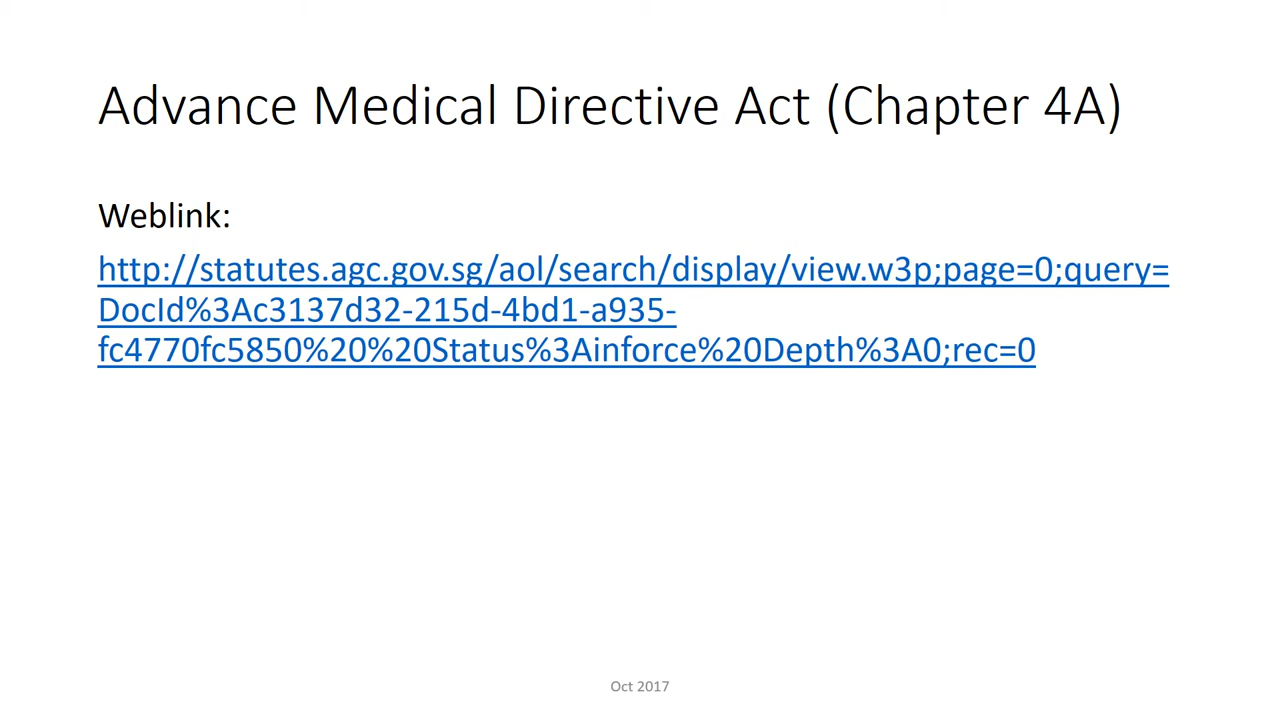 Advance Medical Directive Act (Chapter 4A)
Weblink:
http://statutes.agc.gov.sg/aol/search/display/view.w3p;page=0;query=
DocId%3Ac3137d32-215d-4bd1-a935-
fc4770fc5850%20%20Status%3Ainforce%20Depth%3A0;rec=0
Oct 2017